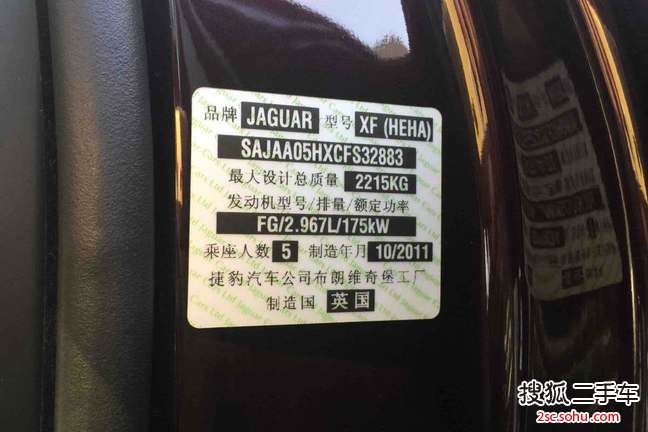 品牌 JAGUAR 型号 XF (HEHA)
SAJAA05HXCFS32883
最大设计总质量 2215KG
发动机型号/排量/额定功率
FG/2.967L/175kW
乘座人数 5 制造年月 10/2011
捷豹汽车公司布朗维奇堡工厂
制造国 英国
搜狐二手车
2sc.sohu.com